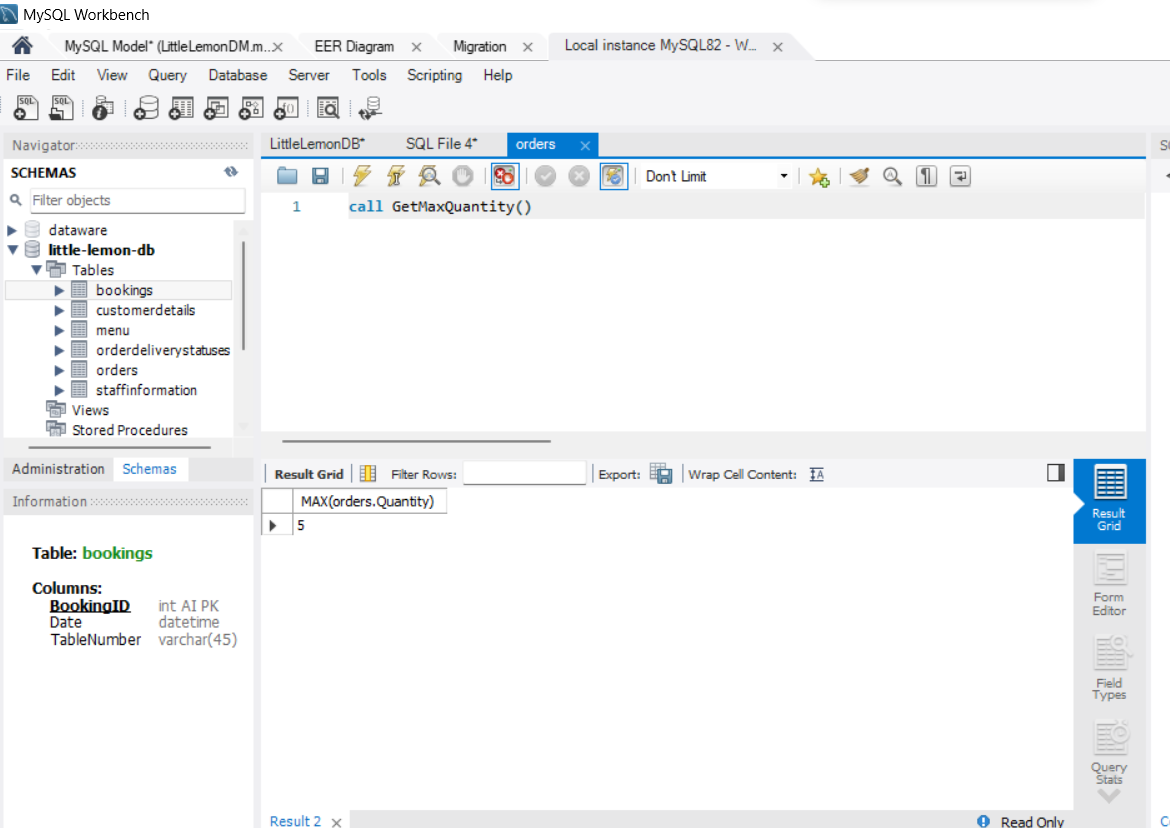 MySQL Workbench
MySQL Model* (LittleLemonDM.m... EER Diagram Migration Local instance MySQL82 - W...
File Edit View Query Database Server Tools Scripting Help
Navigator
LittleLemonDB* SQL File 4* orders
SCHEMAS
Filter objects
Don't Limit
1 call GetMaxQuantity()
dataware
little-lemon-db
Tables
bookings
customerdetails
menu
orderdeliverystatuses
orders
staffinformation
Views
Stored Procedures
Administration Schemas
Information
Table: bookings
Columns:
BookingID int AI PK
Date datetime
TableNumber varchar(45)
Result Grid Filter Rows: Export: Wrap Cell Content:
MAX(orders.Quantity)
5
Result
Grid
Form
Editor
Field
Types
Query
Stats
Result 2 Read Only